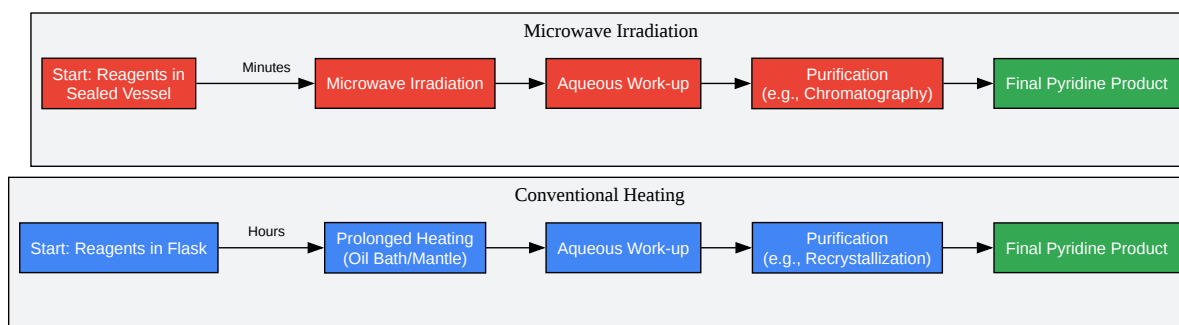 Microwave Irradiation
Start: Reagents in
Sealed Vessel
Minutes
Microwave Irradiation
Aqueous Work-up
Purification
(e.g., Chromatography)
Final Pyridine Product
Conventional Heating
Start: Reagents in Flask
Hours
Prolonged Heating
(Oil Bath/Mantle)
Aqueous Work-up
Purification
(e.g., Recrystallization)
Final Pyridine Product